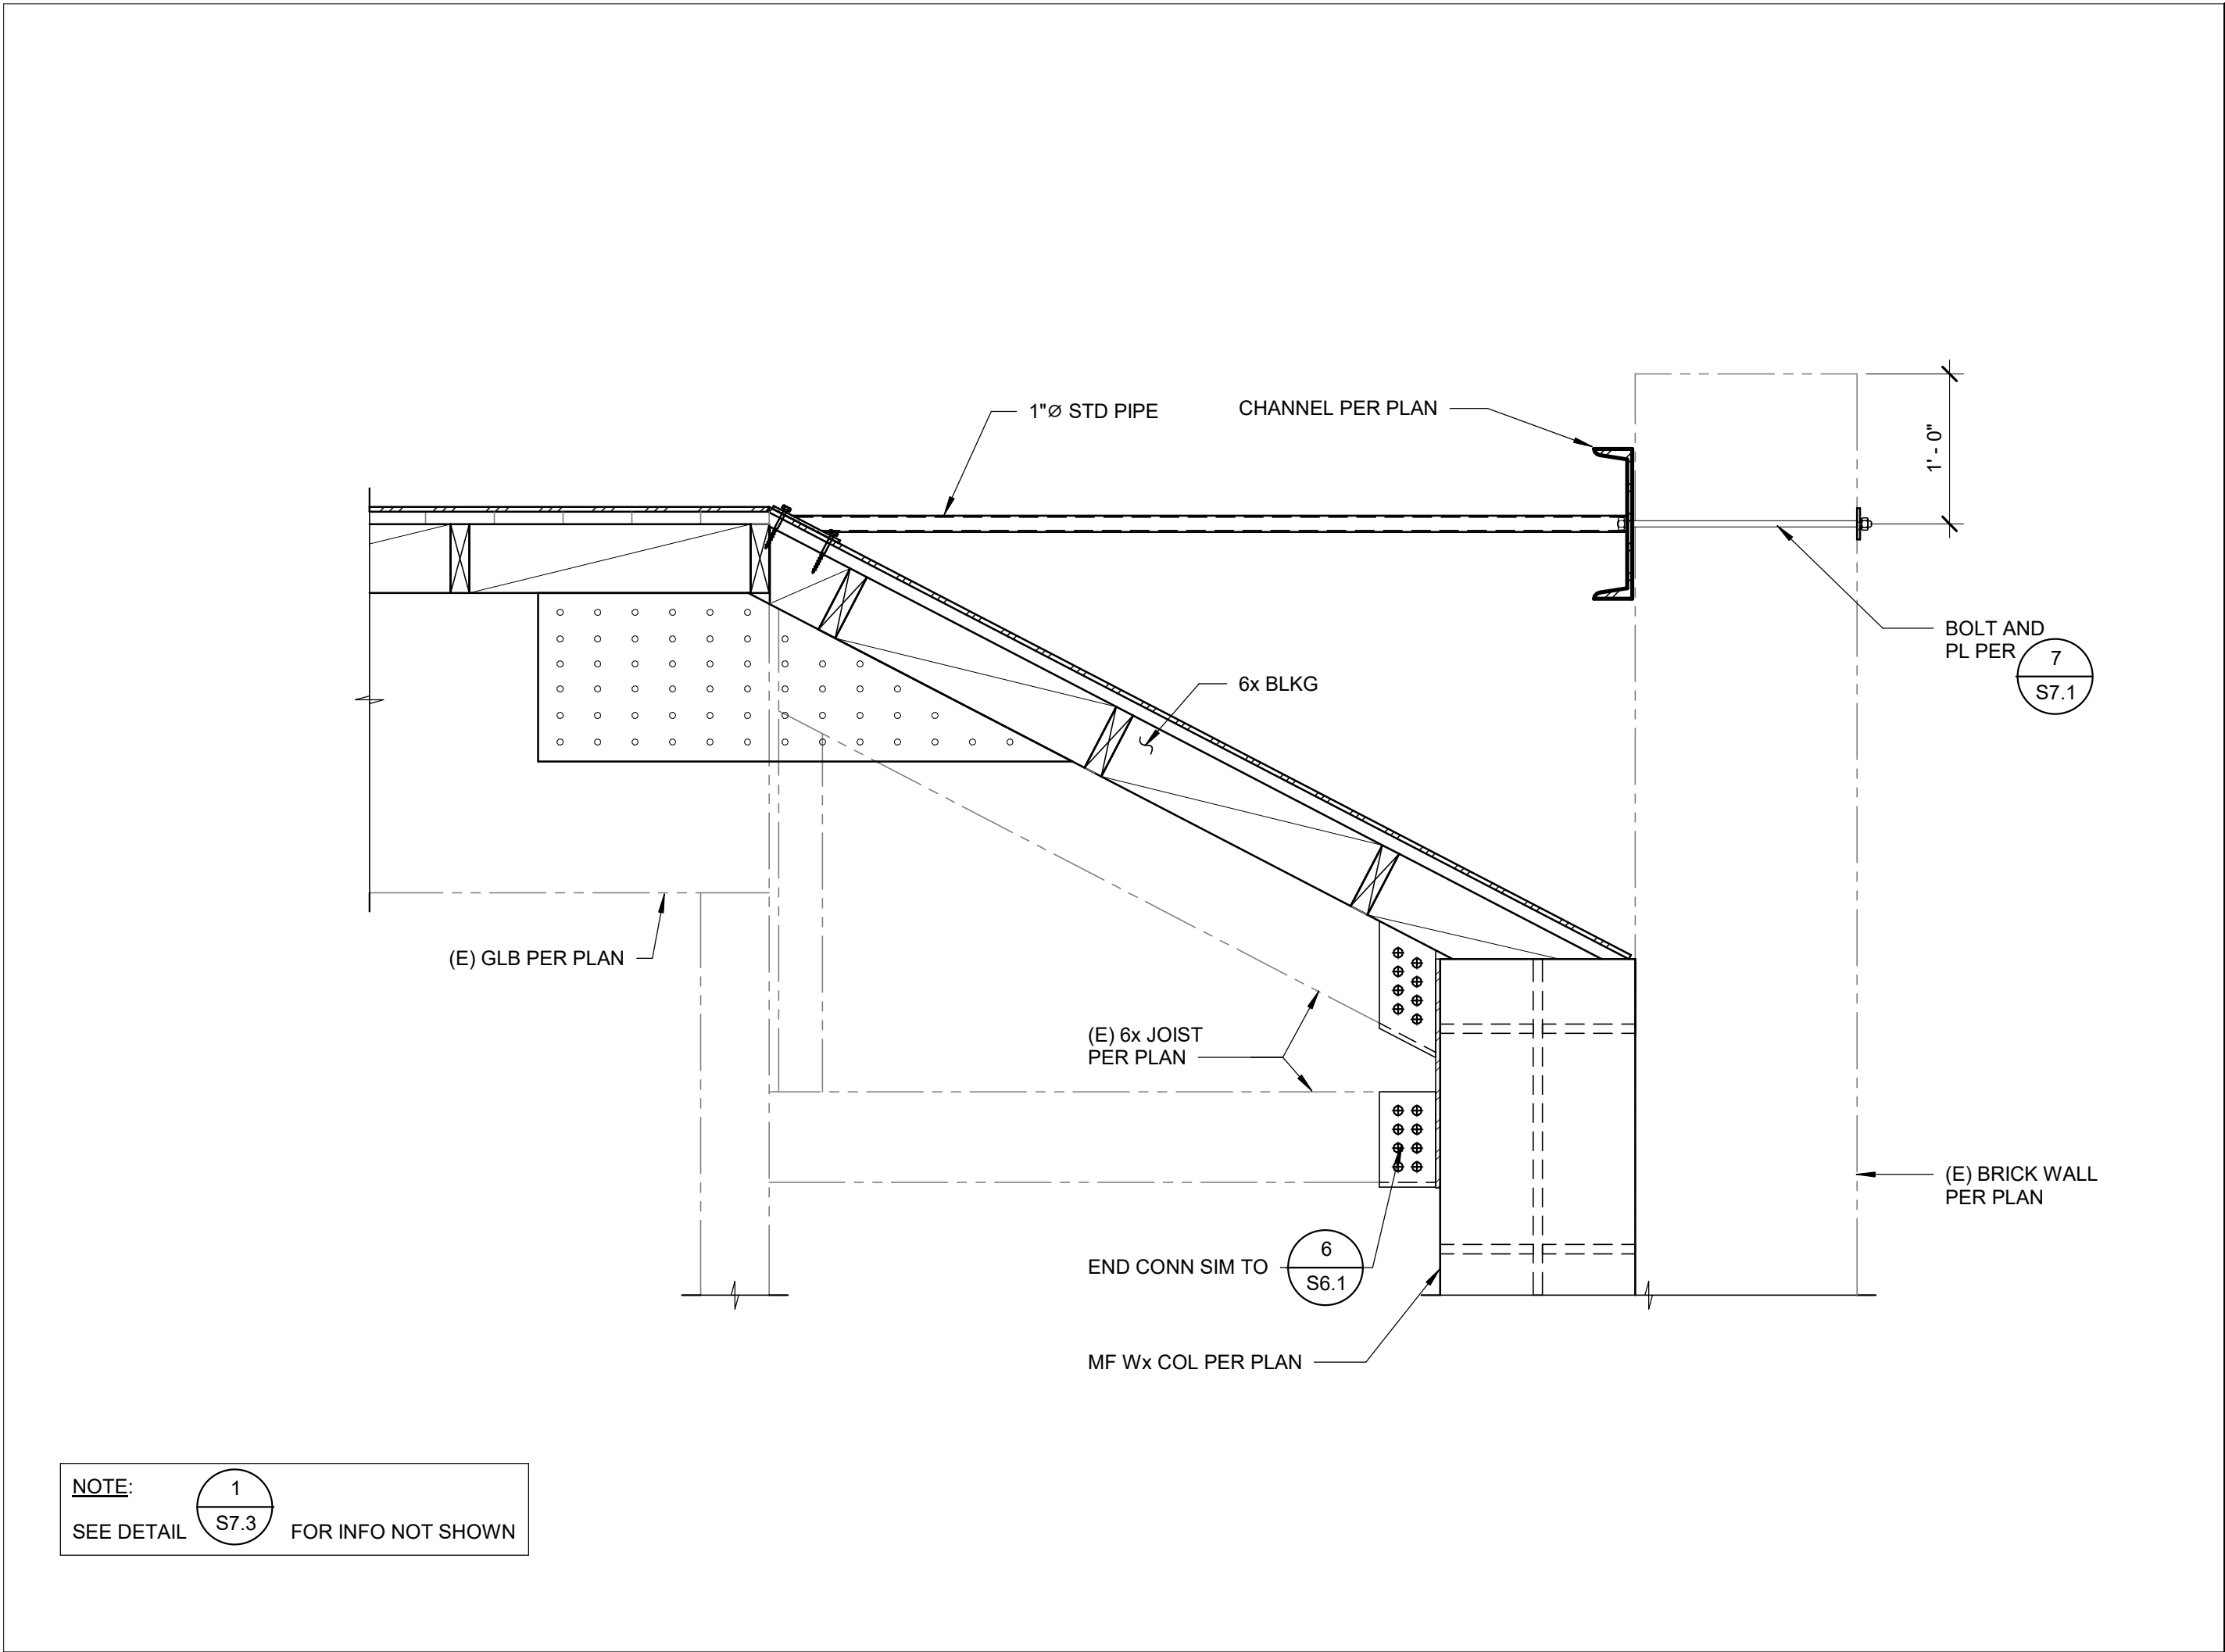 1"⌀ STD PIPE
CHANNEL PER PLAN
1' - 0"
BOLT AND
PL PER
7
S7.1
6x BLKG
(E) GLB PER PLAN
(E) 6x JOIST
PER PLAN
(E) BRICK WALL
PER PLAN
END CONN SIM TO
6
S6.1
MF Wx COL PER PLAN
NOTE:
SEE DETAIL
1
S7.3
FOR INFO NOT SHOWN